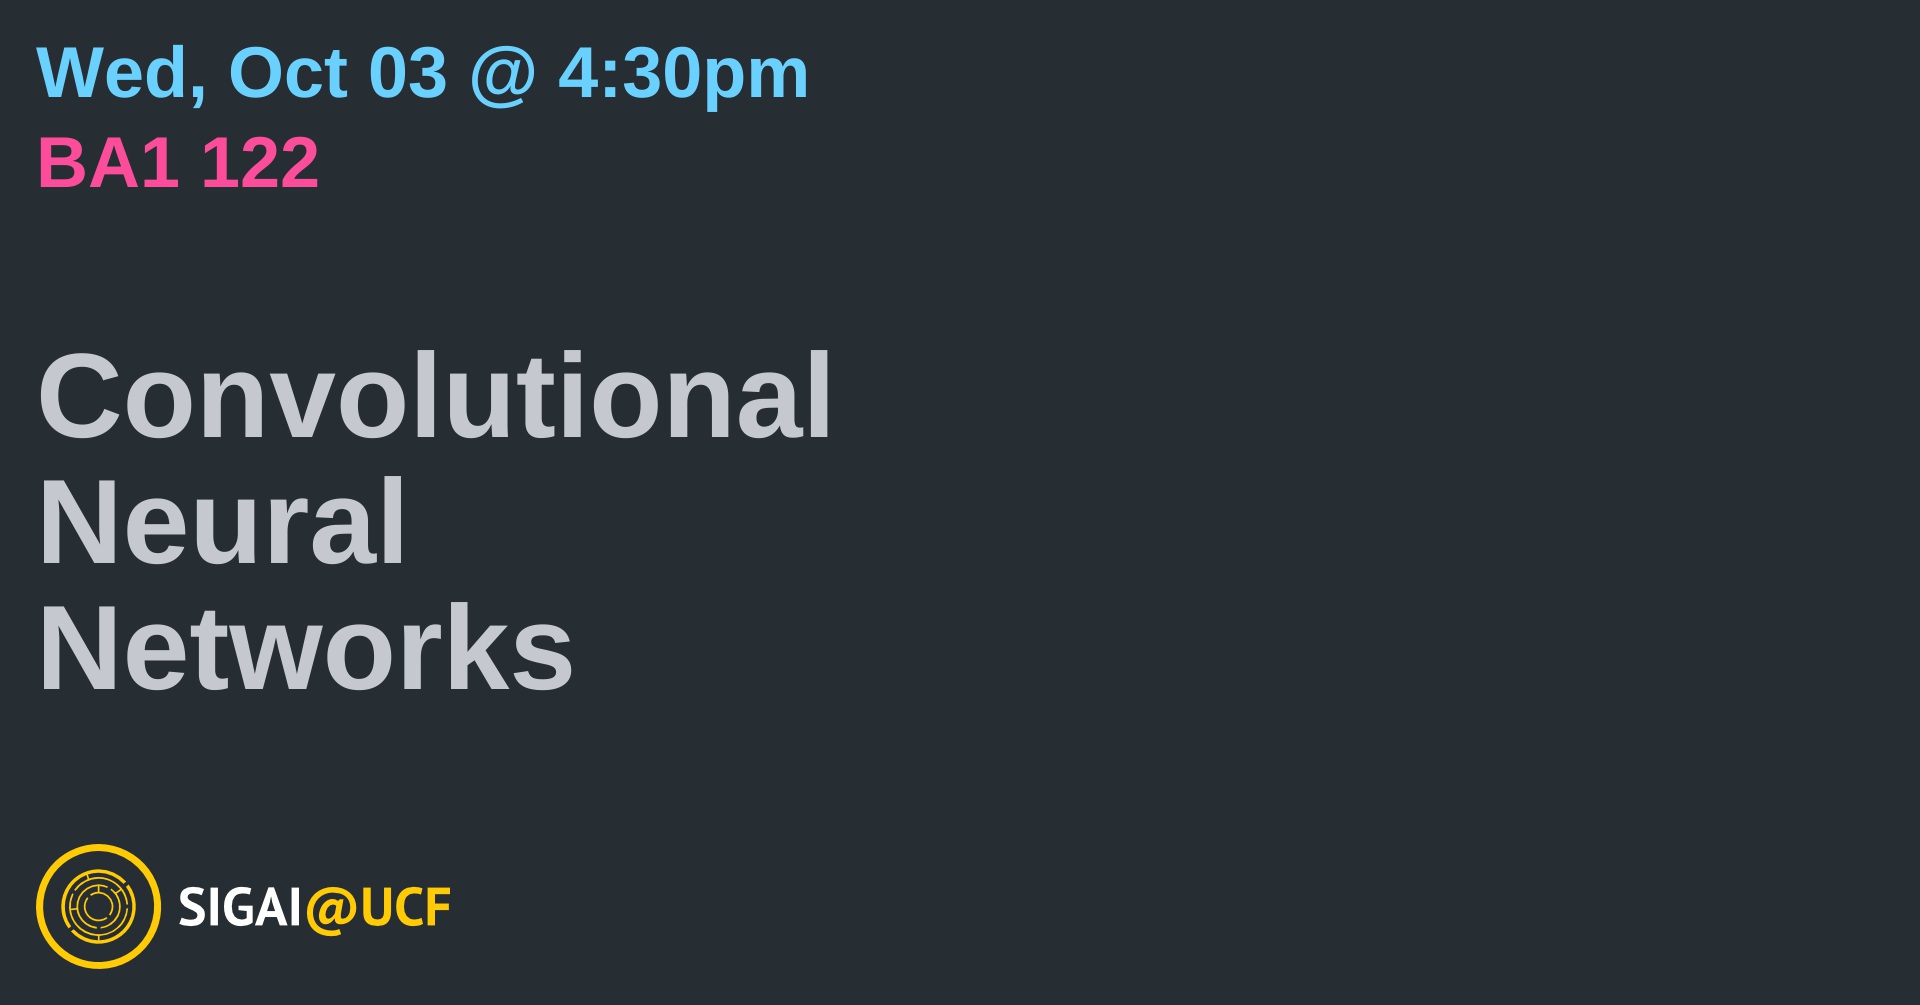 Wed, Oct 03 @ 4:30pm
BA1 122
Convolutional
Neural
Networks
SIGAI@UCF